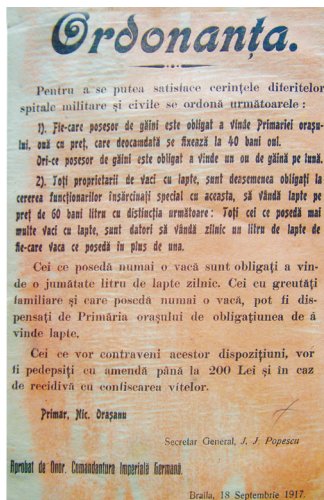 Ordonanța.
Pentru a se putea satisface cerințele diferitelor
spitale militare și civile se ordonă următoarele :
1). Fie-care posesor de găini este obligat a vinde Primariei orașu-
lui, ouă cu preț, care deocamdată se fixează la 40 bani oul.
Ori-ce posesor de găini este obligat a vinde un ou de găină pe lună.
2). Toți proprietarii de vaci cu lapte, sunt deasemenea obligați la
cererea funcționarilor însărcinați special cu aceasta, să vândă lapte pe
preț de 60 bani litru cu distincția următoare : Toți cei ce posedă mai
multe vaci cu lapte, sunt datori să vândă zilnic un litru de lapte de
fie-care vaca ce posedă în plus de una.
Cei ce posedă numai o vacă sunt obligați a vin-
de o jumătate litru de lapte zilnic. Cei cu greutăți
familiare și care posedă numai o vacă, pot fi dis-
pensați de Primăria orașului de obligațiunea de á
vinde lapte.
Cei ce vor contraveni acestor dispozițiuni, vor
fi pedepsiți cu amendă până la 200 Lei și în caz
de recidivă cu confiscarea vitelor.
Primar, Nic. Orașanu
Secretar General, J. J. Popescu
Aprobat de Onor. Comandantura Imperială Germană.
Braila, 18 Septembrie 1917.